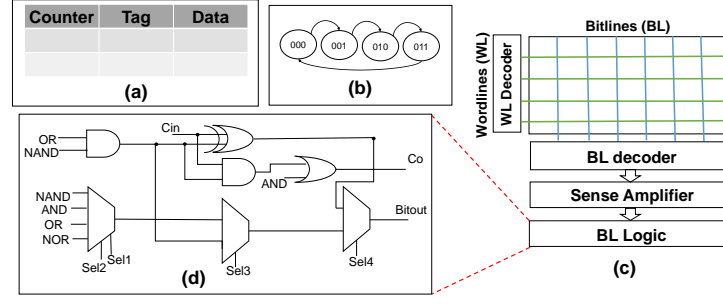 Counter Tag Data
(a)
000 001 010 011
(b)
Bitlines (BL)
Wordlines (WL)
WL Decoder
BL decoder
Sense Amplifier
BL Logic
(c)
Cin
OR
NAND
AND
Co
NAND
AND
OR
NOR
Bitout
Sel1
Sel2
Sel3
Sel4
(d)